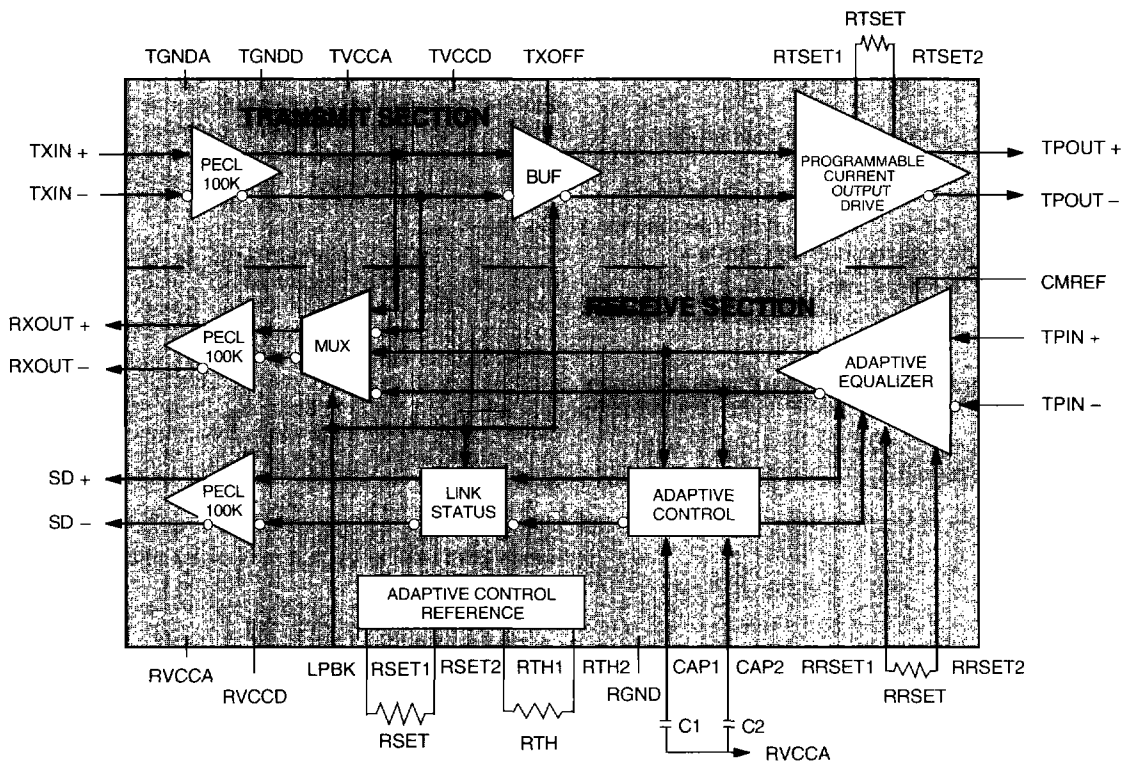 RTSET
TGNDA TGNDD TVCCA TVCCD TXOFF RTSET1 RTSET2
TRANSMIT SECTION
TXIN +
TXIN –
PECL
100K
BUF
PROGRAMMABLE
CURRENT
OUTPUT
DRIVE
TPOUT +
TPOUT –
RECEIVE SECTION
CMREF
RXOUT +
RXOUT –
PECL
100K
MUX
ADAPTIVE
EQUALIZER
TPIN +
TPIN –
SD +
SD –
PECL
100K
LINK
STATUS
ADAPTIVE
CONTROL
ADAPTIVE CONTROL
REFERENCE
RVCCA RVCCD LPBK RSET1 RSET2 RTH1 RTH2 RGND CAP1 CAP2 RRSET1 RRSET2
RRSET
RSET
RTH
C1
C2
RVCCA